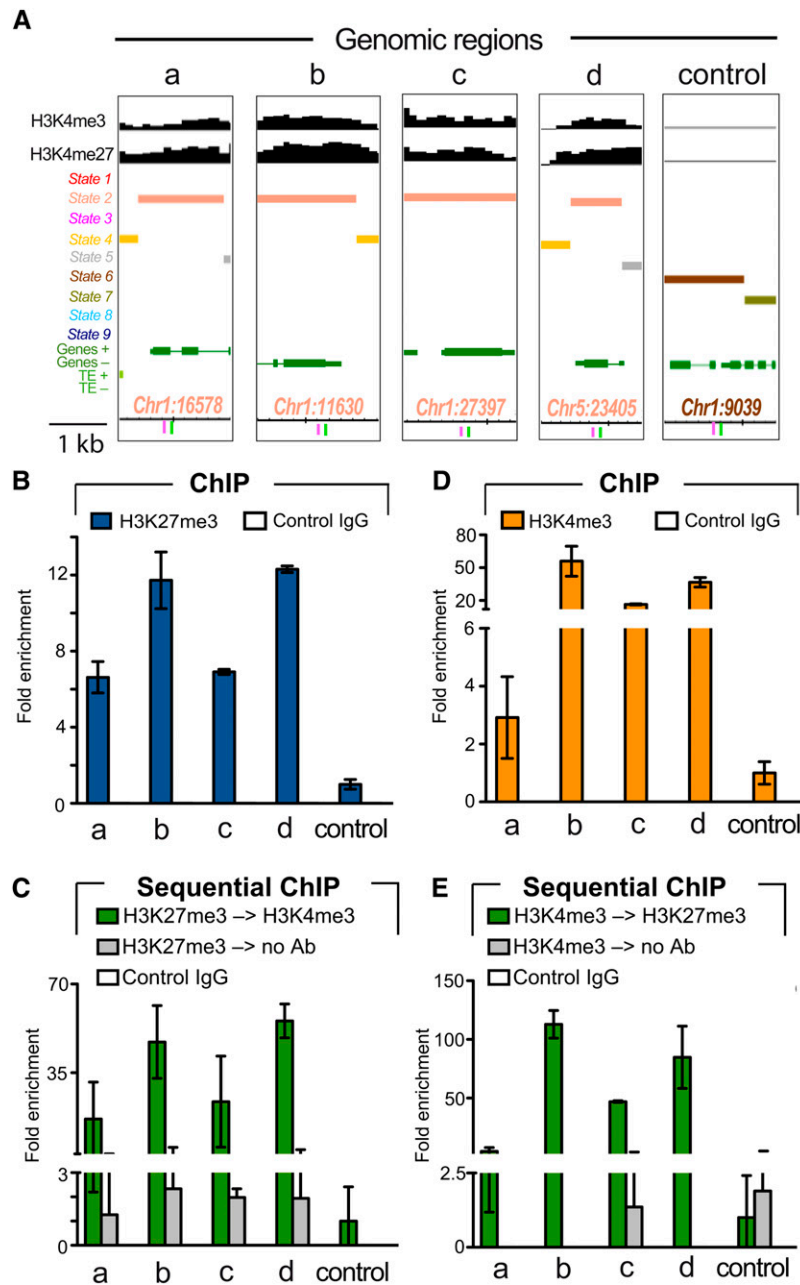 A
Genomic regions
a b c d control
H3K4me3
H3K4me27
State 1
State 2
State 3
State 4
State 5
State 6
State 7
State 8
State 9
Genes +
Genes –
TE +
TE –
Chr1:16578 Chr1:11630 Chr1:27397 Chr5:23405 Chr1:9039
1 kb
B
ChIP
H3K27me3 Control IgG
Fold enrichment
12
8
4
0
a b c d control
D
ChIP
H3K4me3 Control IgG
Fold enrichment
80
50
20
6
4
2
0
a b c d control
C
Sequential ChIP
H3K27me3 –> H3K4me3
H3K27me3 –> no Ab
Control IgG
Fold enrichment
70
35
3
0
a b c d control
E
Sequential ChIP
H3K4me3 –> H3K27me3
H3K4me3 –> no Ab
Control IgG
Fold enrichment
150
100
50
2.5
0
a b c d control